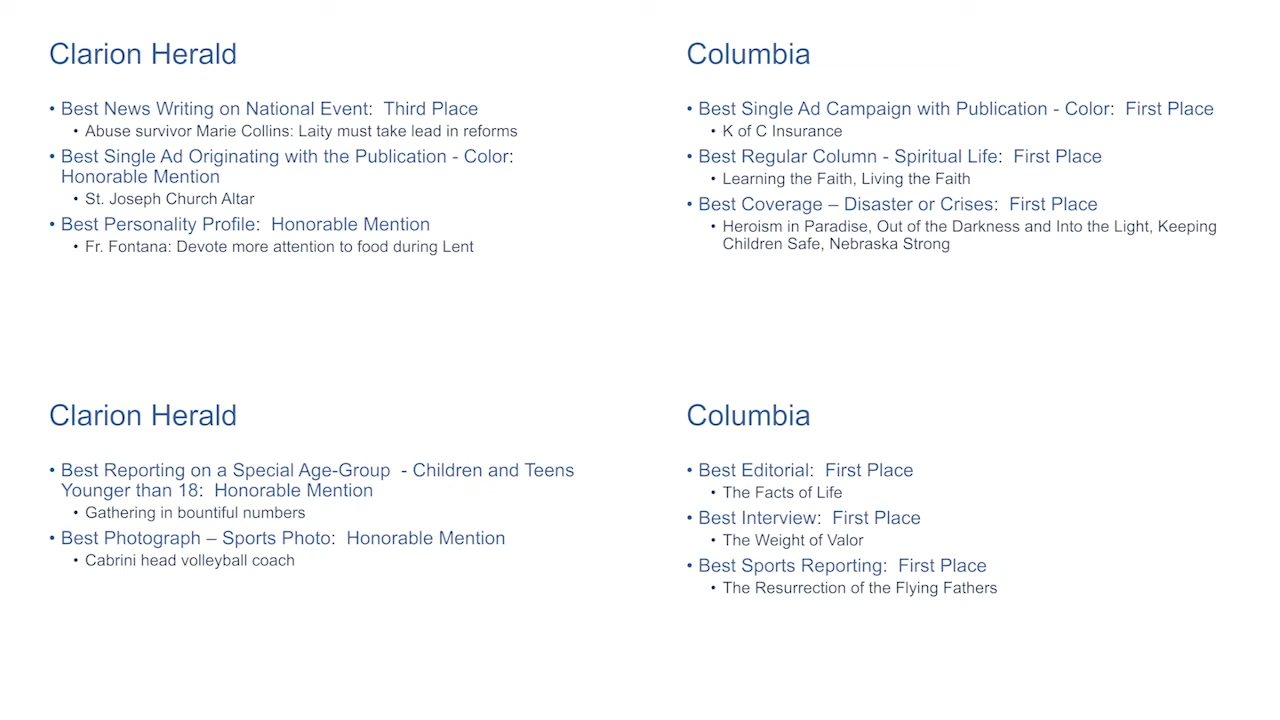 Clarion Herald
• Best News Writing on National Event:  Third Place
• Abuse survivor Marie Collins: Laity must take lead in reforms
• Best Single Ad Originating with the Publication - Color:
Honorable Mention
• St. Joseph Church Altar
• Best Personality Profile:  Honorable Mention
• Fr. Fontana: Devote more attention to food during Lent
Columbia
• Best Single Ad Campaign with Publication - Color:  First Place
• K of C Insurance
• Best Regular Column - Spiritual Life:  First Place
• Learning the Faith, Living the Faith
• Best Coverage – Disaster or Crises:  First Place
• Heroism in Paradise, Out of the Darkness and Into the Light, Keeping
Children Safe, Nebraska Strong
Clarion Herald
• Best Reporting on a Special Age-Group  - Children and Teens
Younger than 18:  Honorable Mention
• Gathering in bountiful numbers
• Best Photograph – Sports Photo:  Honorable Mention
• Cabrini head volleyball coach
Columbia
• Best Editorial:  First Place
• The Facts of Life
• Best Interview:  First Place
• The Weight of Valor
• Best Sports Reporting:  First Place
• The Resurrection of the Flying Fathers